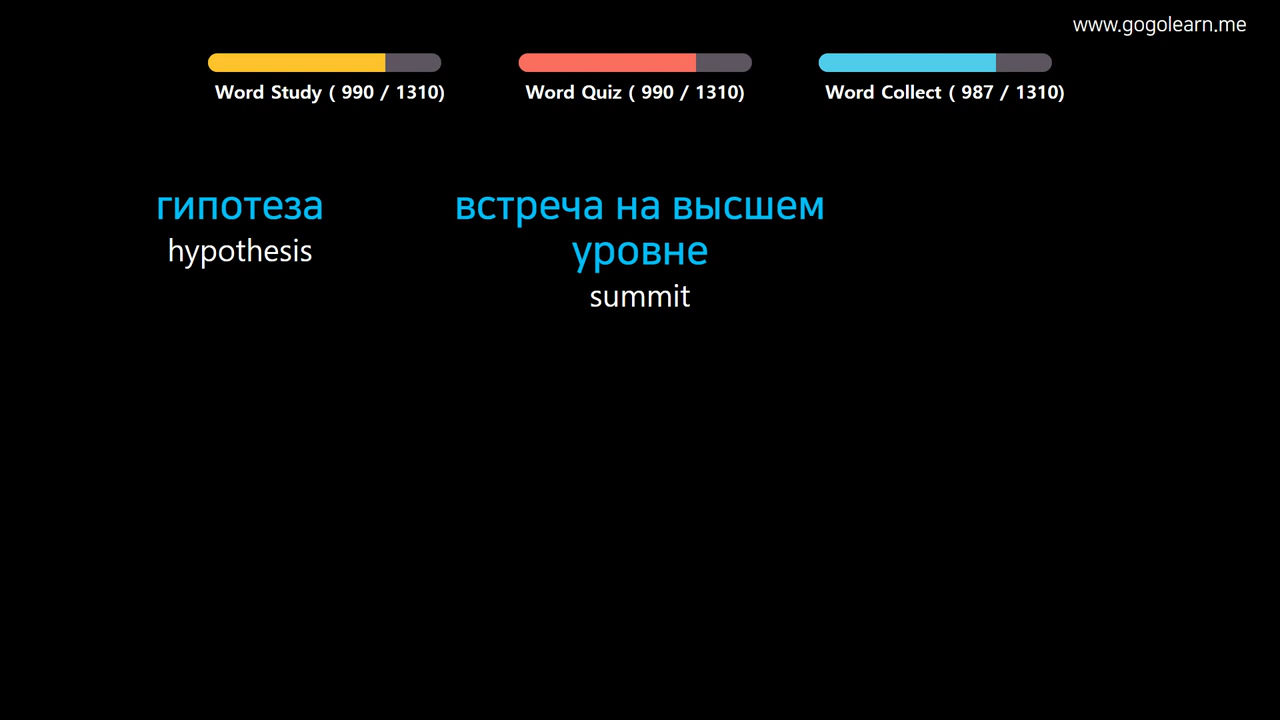 www.gogolearn.me
Word Study ( 990 / 1310)
Word Quiz ( 990 / 1310)
Word Collect ( 987 / 1310)
гипотеза
hypothesis
встреча на высшем
уровне
summit